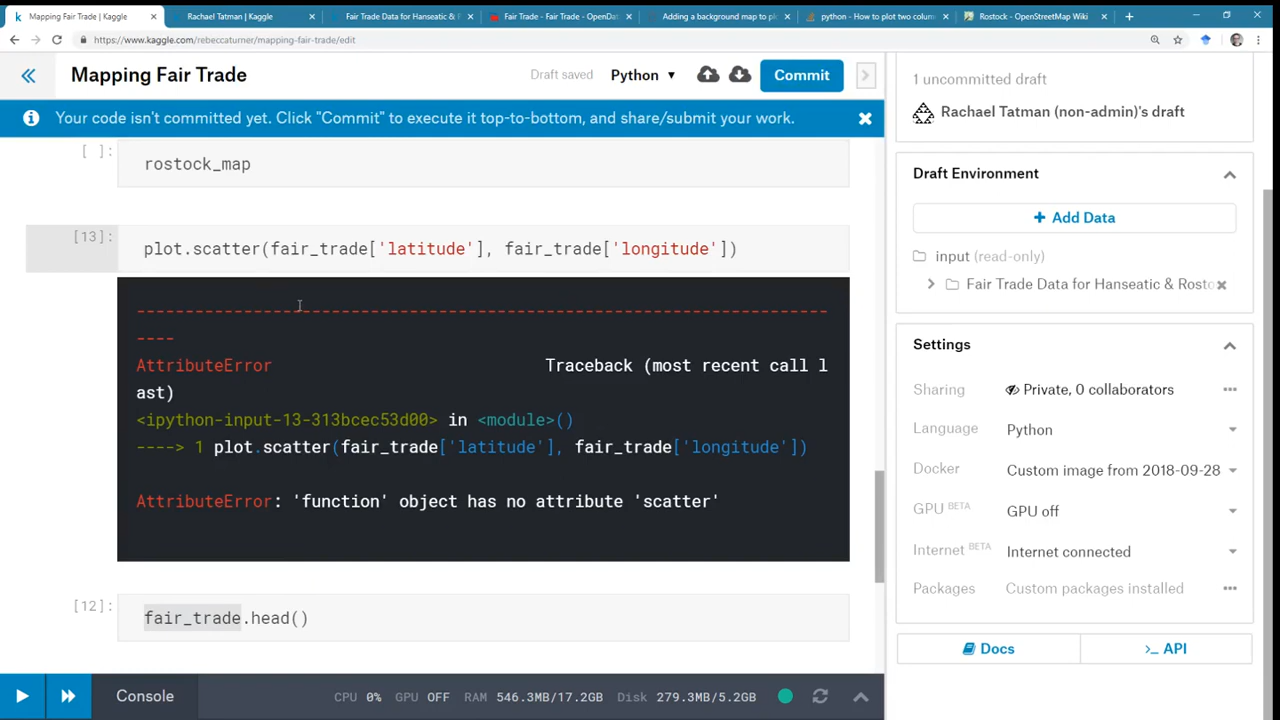 Mapping Fair Trade | Kaggle
Rachael Tatman | Kaggle
Fair Trade Data for Hanseatic & R
Fair Trade - Fair Trade - OpenDat
Adding a background map to pl
python - How to plot two colum
Rostock - OpenStreetMap Wiki
https://www.kaggle.com/rebeccaturner/mapping-fair-trade/edit
Mapping Fair Trade
Draft saved
Python
Commit
Your code isn't committed yet. Click "Commit" to execute it top-to-bottom, and share/submit your work.
[ ]:
rostock_map
[13]
plot.scatter(fair_trade['latitude'], fair_trade['longitude'])
---------------------------------------------------------------------------
AttributeError                            Traceback (most recent call l
ast)
<ipython-input-13-313bcec53d00> in <module>()
----> 1 plot.scatter(fair_trade['latitude'], fair_trade['longitude'])
AttributeError: 'function' object has no attribute 'scatter'
[12]:
fair_trade.head()
Console
CPU 0% GPU OFF RAM 546.3MB/17.2GB Disk 279.3MB/5.2GB
1 uncommitted draft
Rachael Tatman (non-admin)'s draft
Draft Environment
+ Add Data
input (read-only)
Fair Trade Data for Hanseatic & Rosto
Settings
Sharing Private, 0 collaborators
Language Python
Docker Custom image from 2018-09-28
GPU BETA GPU off
Internet BETA Internet connected
Packages Custom packages installed
Docs
>_ API